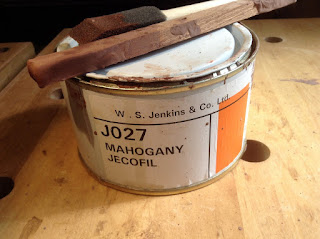 W. S. Jenkins & Co. Ltd.
J027
MAHOGANY
JECOFIL